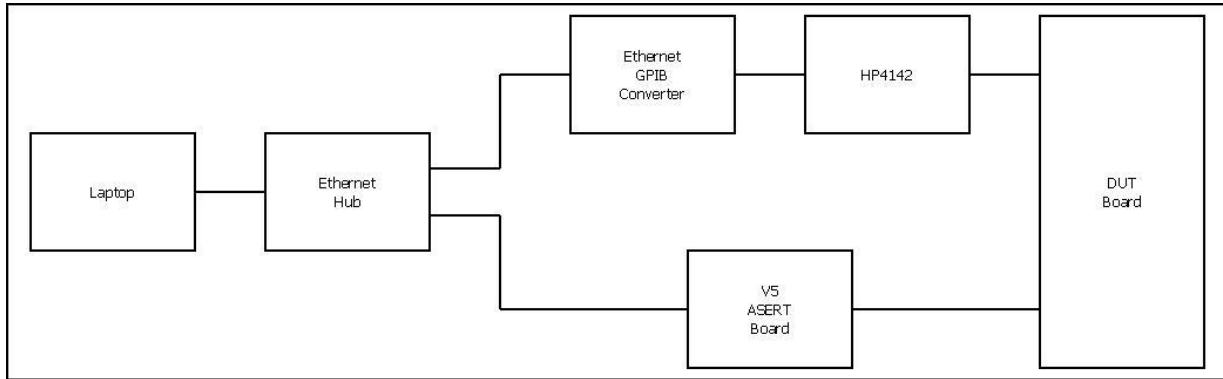 Laptop
Ethernet
Hub
Ethernet
GPIB
Converter
HP4142
V5
ASERT
Board
DUT
Board